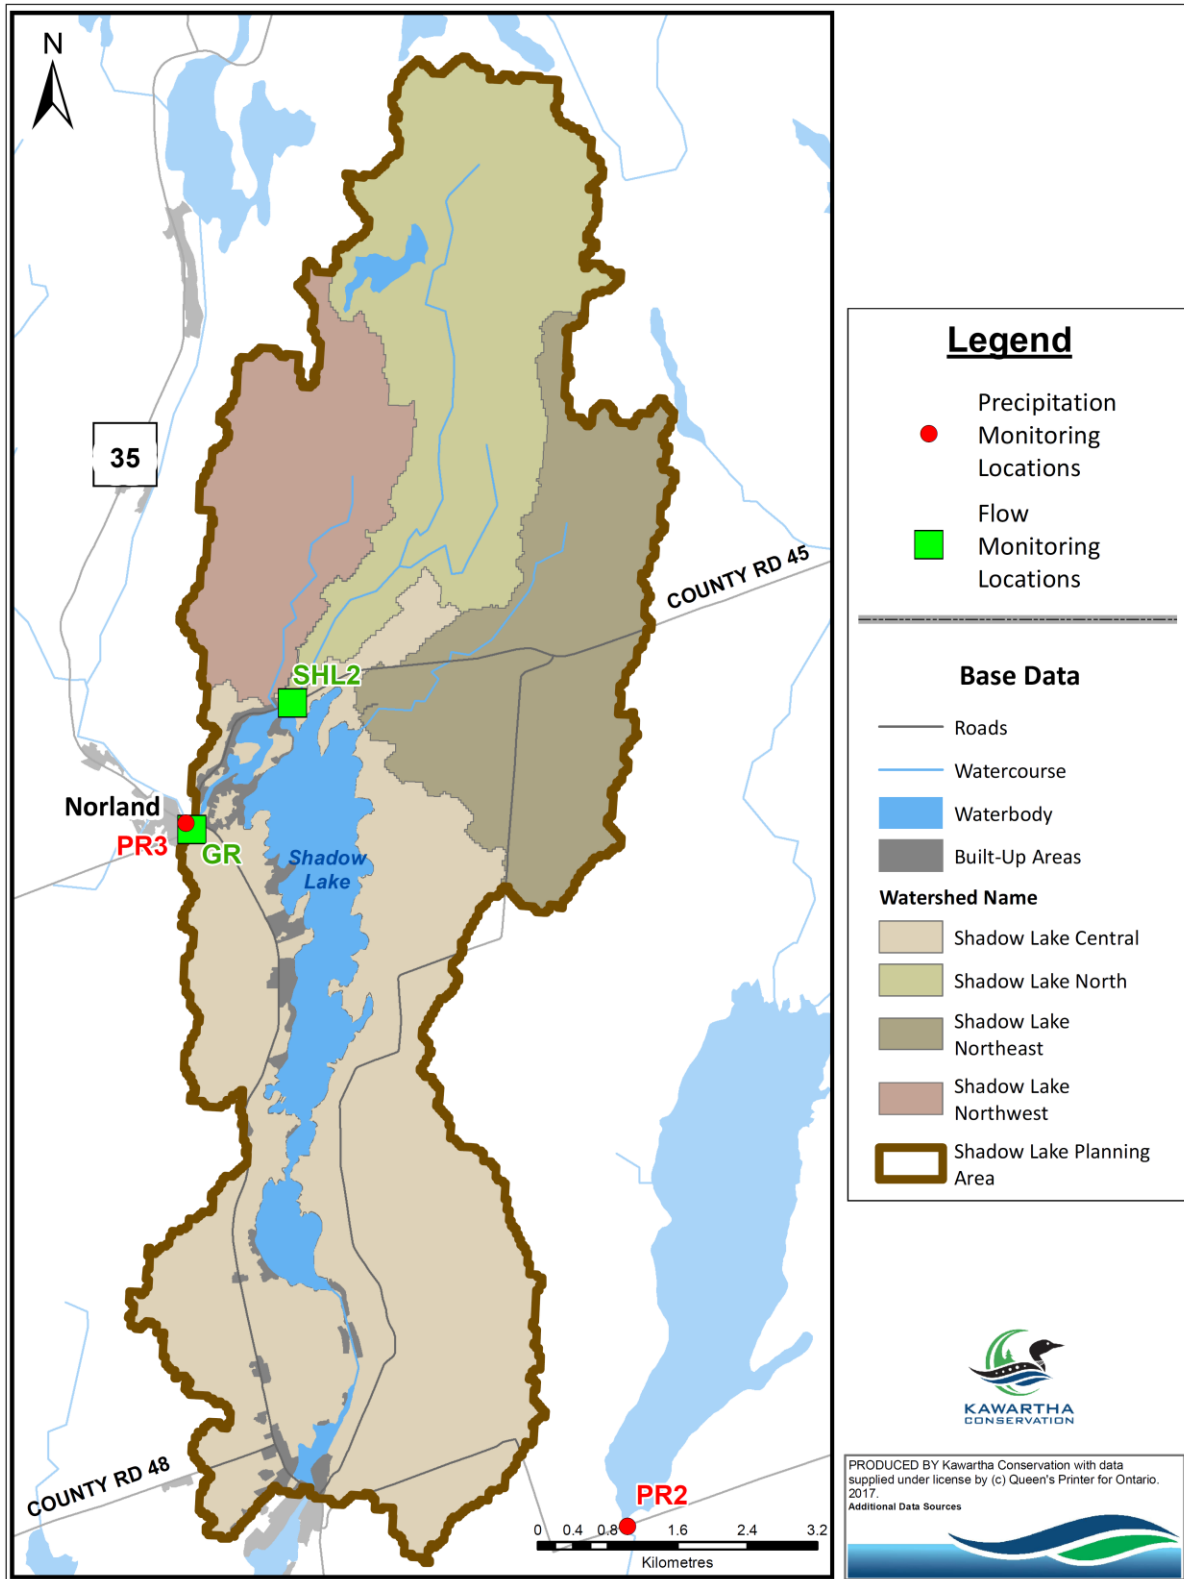 N
35
COUNTY RD 45
SHL2
Norland
PR3
GR
Shadow
Lake
COUNTY RD 48
PR2
0 0.4 0.8 1.6 2.4 3.2
Kilometres
Legend
Precipitation
Monitoring
Locations
Flow
Monitoring
Locations
Base Data
Roads
Watercourse
Waterbody
Built-Up Areas
Watershed Name
Shadow Lake Central
Shadow Lake North
Shadow Lake
Northeast
Shadow Lake
Northwest
Shadow Lake Planning
Area
KAWARTHA
CONSERVATION
PRODUCED BY Kawartha Conservation with data
supplied under license by (c) Queen's Printer for Ontario.
2017.
Additional Data Sources